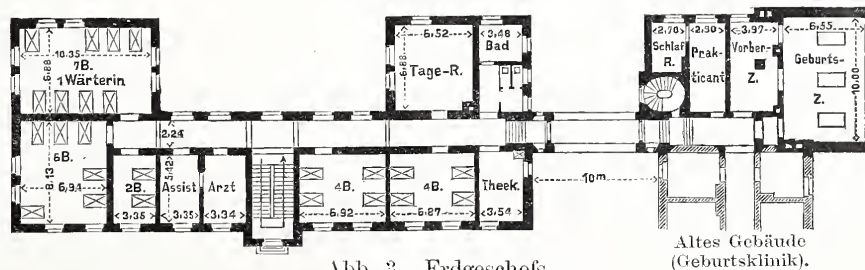 6,52
3,48
Bad
Tage-R.
6,88
10,35
7B.
1 Wärterin
6,88
2,70
Schlaf
R.
2,90
Prak-
ticant
3,97
Vorber-
Z.
6,55
Geburts-
Z.
10,00
2,24
6B.
8,13
6,94
2B.
3,35
5,42
Assist.
3,35
Arzt
3,34
4B.
6,92
4B.
6,87
Theek.
3,54
10m
Altes Gebäude
(Geburtsklinik).
Abb. 3. Erdgeschofs